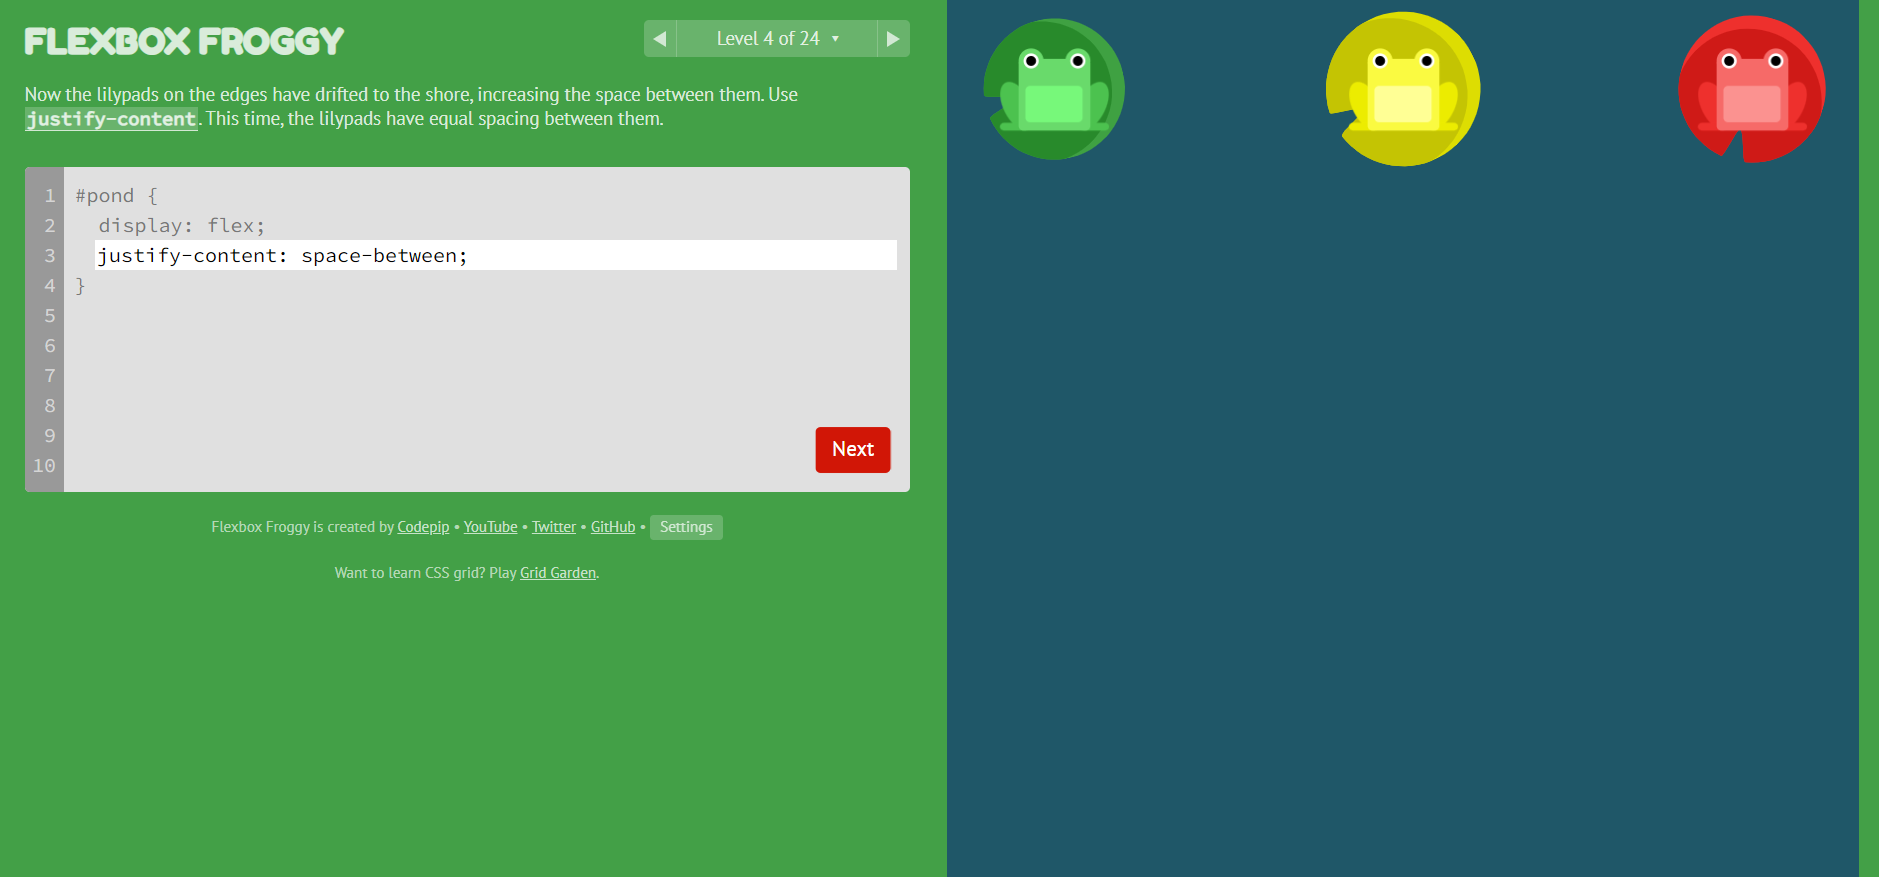 FLEXBOX FROGGY
◀ Level 4 of 24 ▼ ▶
Now the lilypads on the edges have drifted to the shore, increasing the space between them. Use
justify-content. This time, the lilypads have equal spacing between them.
1 #pond {
2 display: flex;
3 justify-content: space-between;
4 }
5
6
7
8
9
10
Next
Flexbox Froggy is created by Codepip • YouTube • Twitter • GitHub • Settings
Want to learn CSS grid? Play Grid Garden.